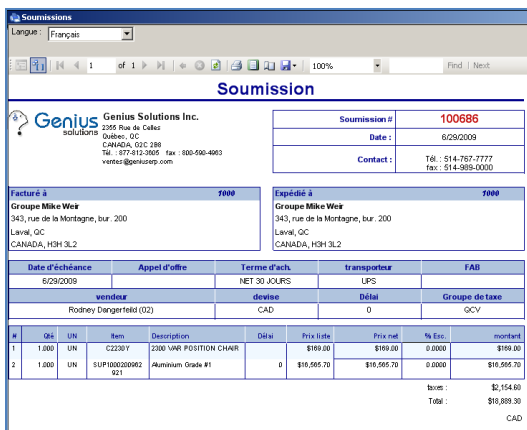 Soumissions
Langue : Français
1 of 1 100% Find | Next
Soumission
Genius solutions
Genius Solutions Inc.
2355 Rue de Celles
Québec, QC
CANADA, G2C 2B8
Tél. : 877-812-3605 fax : 800-590-4963
ventes@geniuserp.com
Soumission # 100686
Date : 6/29/2009
Contact : Tél. : 514-767-7777
fax : 514-989-0000
Facturé à 1000
Groupe Mike Weir
343, rue de la Montagne, bur. 200
Laval, QC
CANADA, H3H 3L2
Expédié à 1000
Groupe Mike Weir
343, rue de la Montagne, bur. 200
Laval, QC
CANADA, H3H 3L2
Date d'échéance Appel d'offre Terme d'ach. transporteur FAB
6/29/2009 NET 30 JOURS UPS
vendeur devise Délai Groupe de taxe
Rodney Dangerfeild (02) CAD 0 QCV
# Qté UN Item Description Délai Prix liste Prix net % Esc. montant
1 1.000 UN C2230Y 2300 VAR POSITION CHAIR $169.00 $169.00 0.0000 $169.00
2 1.000 UN SUP1000200962 Aluminium Grade #1 0 $16,565.70 $16,565.70 0.0000 $16,565.70
921
taxes : $2,154.60
Total : $18,889.30
CAD